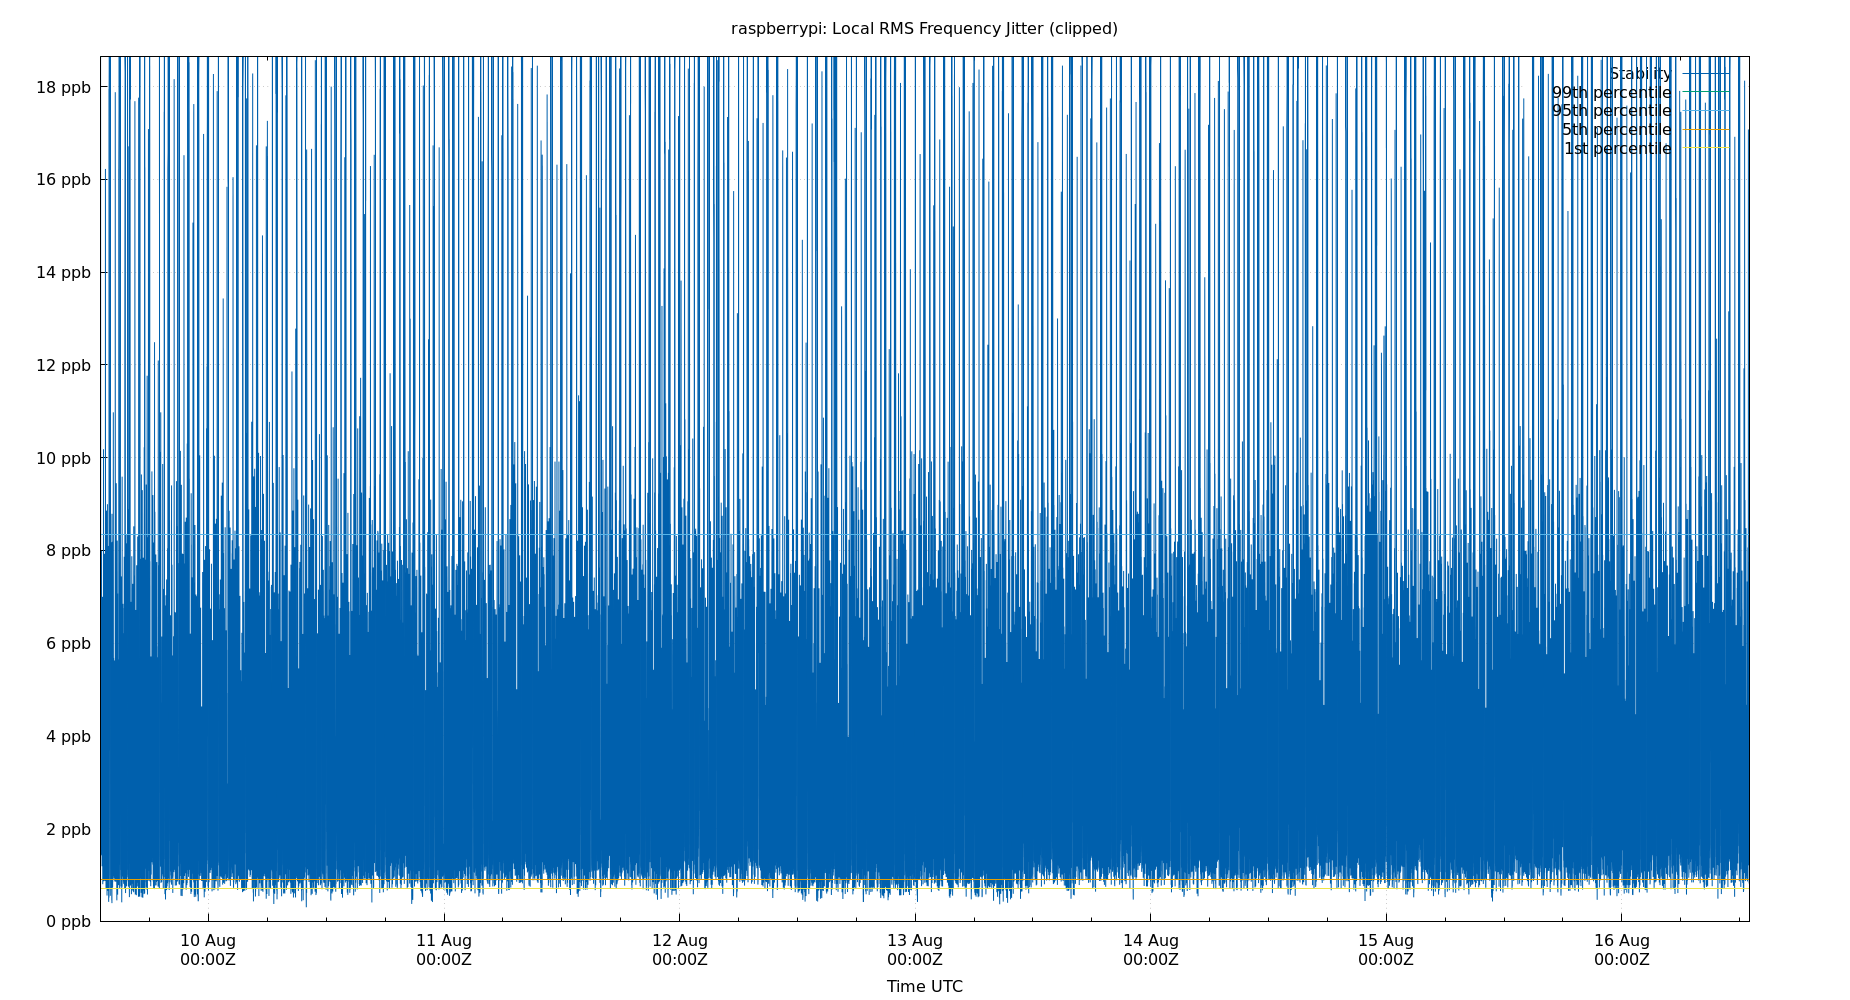 raspberrypi: Local RMS Frequency Jitter (clipped)
Stability
99th percentile
95th percentile
5th percentile
1st percentile
18 ppb
16 ppb
14 ppb
12 ppb
10 ppb
8 ppb
6 ppb
4 ppb
2 ppb
0 ppb
10 Aug 11 Aug 12 Aug 13 Aug 14 Aug 15 Aug 16 Aug
00:00Z 00:00Z 00:00Z 00:00Z 00:00Z 00:00Z 00:00Z
Time UTC